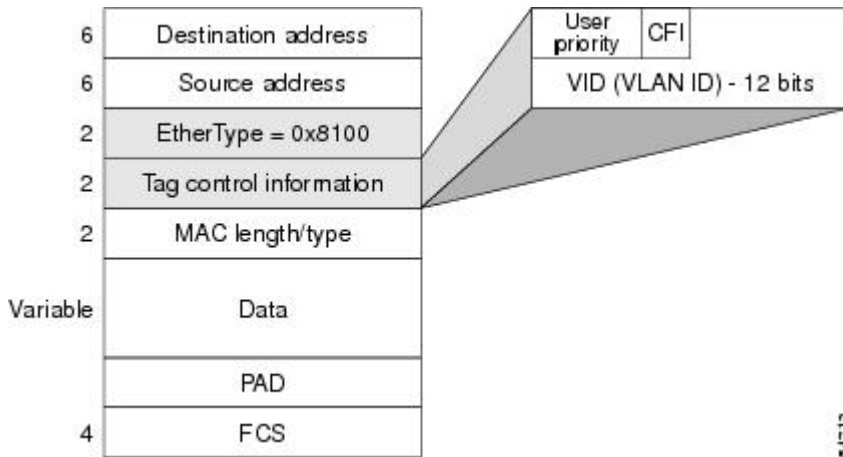 6 Destination address
6 Source address
2 EtherType = 0x8100
2 Tag control information
2 MAC length/type
Variable Data
PAD
4 FCS
User
priority
CFI
VID (VLAN ID) - 12 bits